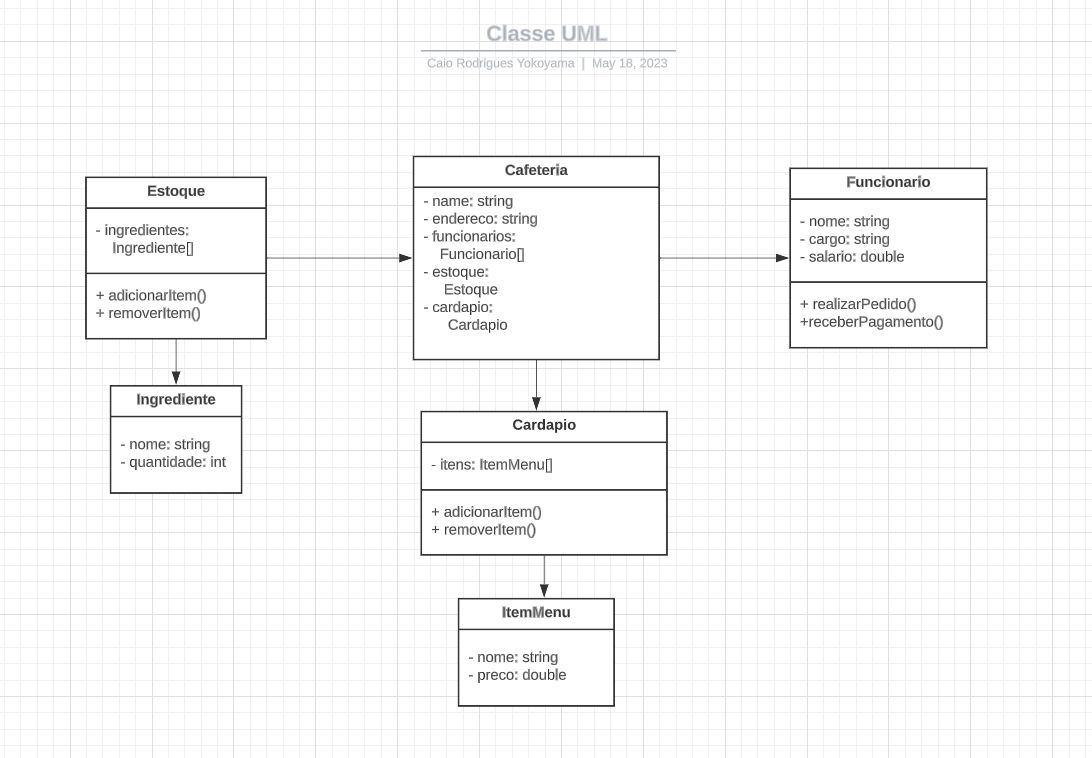 Classe UML
Caio Rodrigues Yokoyama | May 18, 2023
Estoque
- ingredientes:
Ingrediente[]
+ adicionarItem()
+ removerItem()
Ingrediente
- nome: string
- quantidade: int
Cafeteria
- name: string
- endereco: string
- funcionarios:
Funcionario[]
- estoque:
Estoque
- cardapio:
Cardapio
Cardapio
- itens: ItemMenu[]
+ adicionarItem()
+ removerItem()
ItemMenu
- nome: string
- preco: double
Funcionario
- nome: string
- cargo: string
- salario: double
+ realizarPedido()
+receberPagamento()